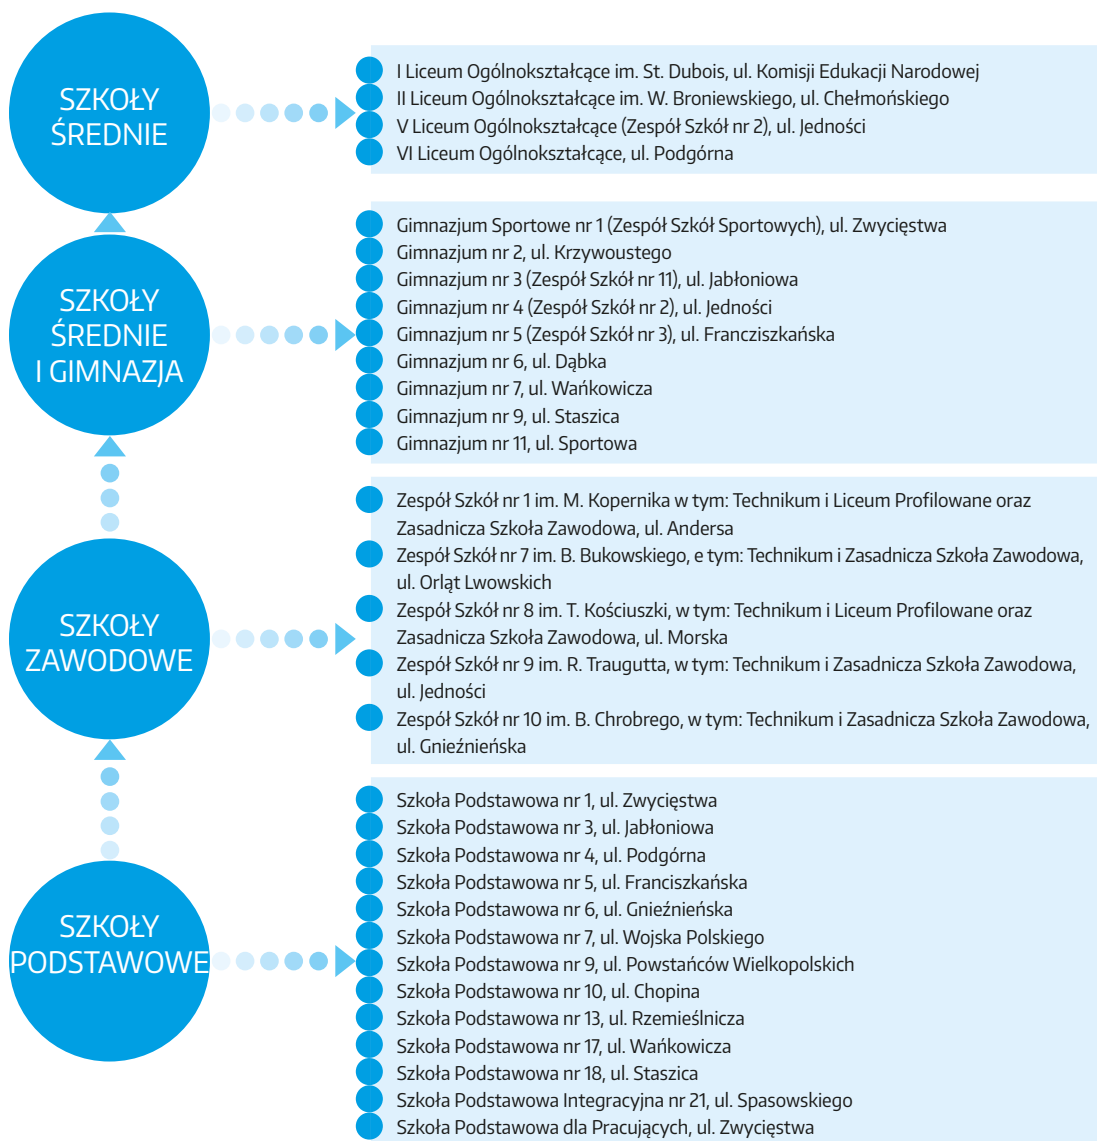 SZKOŁY
ŚREDNIE
I Liceum Ogólnokształcące im. St. Dubois, ul. Komisji Edukacji Narodowej
II Liceum Ogólnokształcące im. W. Broniewskiego, ul. Chełmońskiego
V Liceum Ogólnokształcące (Zespół Szkół nr 2), ul. Jedności
VI Liceum Ogólnokształcące, ul. Podgórna
SZKOŁY
ŚREDNIE
I GIMNAZJA
Gimnazjum Sportowe nr 1 (Zespół Szkół Sportowych), ul. Zwycięstwa
Gimnazjum nr 2, ul. Krzywoustego
Gimnazjum nr 3 (Zespół Szkół nr 11), ul. Jabłoniowa
Gimnazjum nr 4 (Zespół Szkół nr 2), ul. Jedności
Gimnazjum nr 5 (Zespół Szkół nr 3), ul. Francziszkańska
Gimnazjum nr 6, ul. Dąbka
Gimnazjum nr 7, ul. Wańkowicza
Gimnazjum nr 9, ul. Staszica
Gimnazjum nr 11, ul. Sportowa
SZKOŁY
ZAWODOWE
Zespół Szkół nr 1 im. M. Kopernika w tym: Technikum i Liceum Profilowane oraz
Zasadnicza Szkoła Zawodowa, ul. Andersa
Zespół Szkół nr 7 im. B. Bukowskiego, e tym: Technikum i Zasadnicza Szkoła Zawodowa,
ul. Orląt Lwowskich
Zespół Szkół nr 8 im. T. Kościuszki, w tym: Technikum i Liceum Profilowane oraz
Zasadnicza Szkoła Zawodowa, ul. Morska
Zespół Szkół nr 9 im. R. Traugutta, w tym: Technikum i Zasadnicza Szkoła Zawodowa,
ul. Jedności
Zespół Szkół nr 10 im. B. Chrobrego, w tym: Technikum i Zasadnicza Szkoła Zawodowa,
ul. Gnieźnieńska
SZKOŁY
PODSTAWOWE
Szkoła Podstawowa nr 1, ul. Zwycięstwa
Szkoła Podstawowa nr 3, ul. Jabłoniowa
Szkoła Podstawowa nr 4, ul. Podgórna
Szkoła Podstawowa nr 5, ul. Franciszkańska
Szkoła Podstawowa nr 6, ul. Gnieźnieńska
Szkoła Podstawowa nr 7, ul. Wojska Polskiego
Szkoła Podstawowa nr 9, ul. Powstańców Wielkopolskich
Szkoła Podstawowa nr 10, ul. Chopina
Szkoła Podstawowa nr 13, ul. Rzemieślnicza
Szkoła Podstawowa nr 17, ul. Wańkowicza
Szkoła Podstawowa nr 18, ul. Staszica
Szkoła Podstawowa Integracyjna nr 21, ul. Spasowskiego
Szkoła Podstawowa dla Pracujących, ul. Zwycięstwa